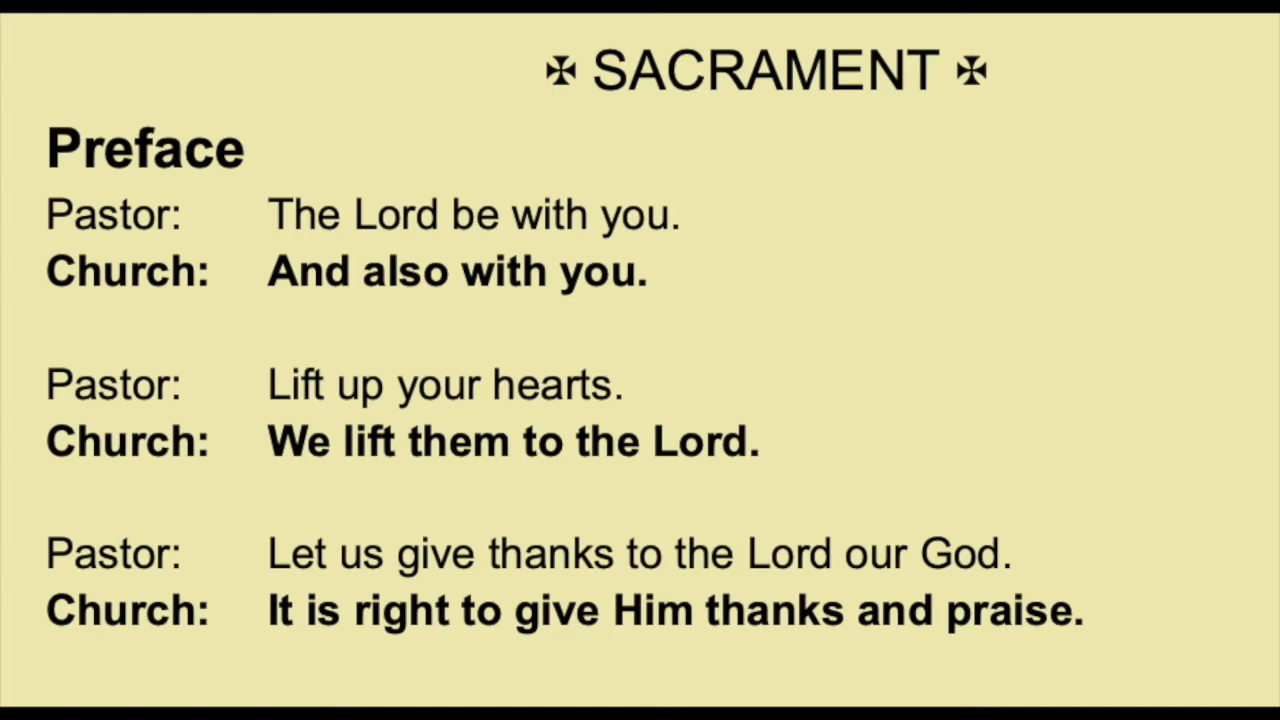 ✠ SACRAMENT ✠
Preface
Pastor: The Lord be with you.
Church: And also with you.
Pastor: Lift up your hearts.
Church: We lift them to the Lord.
Pastor: Let us give thanks to the Lord our God.
Church: It is right to give Him thanks and praise.